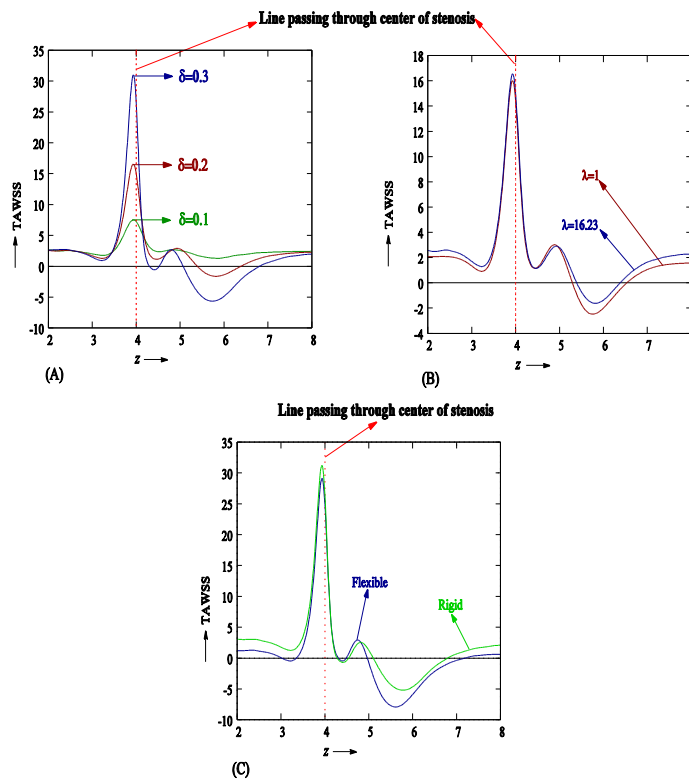 Line passing through center of stenosis
35
30
25
20
15
10
5
0
-5
-10
TAWSS
δ=0.3
δ=0.2
δ=0.1
2 3 4 5 6 7 8
z
(A)
18
16
14
12
10
8
6
4
2
0
-2
-4
TAWSS
λ=1
λ=16.23
2 3 4 5 6 7
z
(B)
Line passing through center of stenosis
35
30
25
20
15
10
5
0
-5
-10
TAWSS
Flexible
Rigid
2 3 4 5 6 7 8
z
(C)